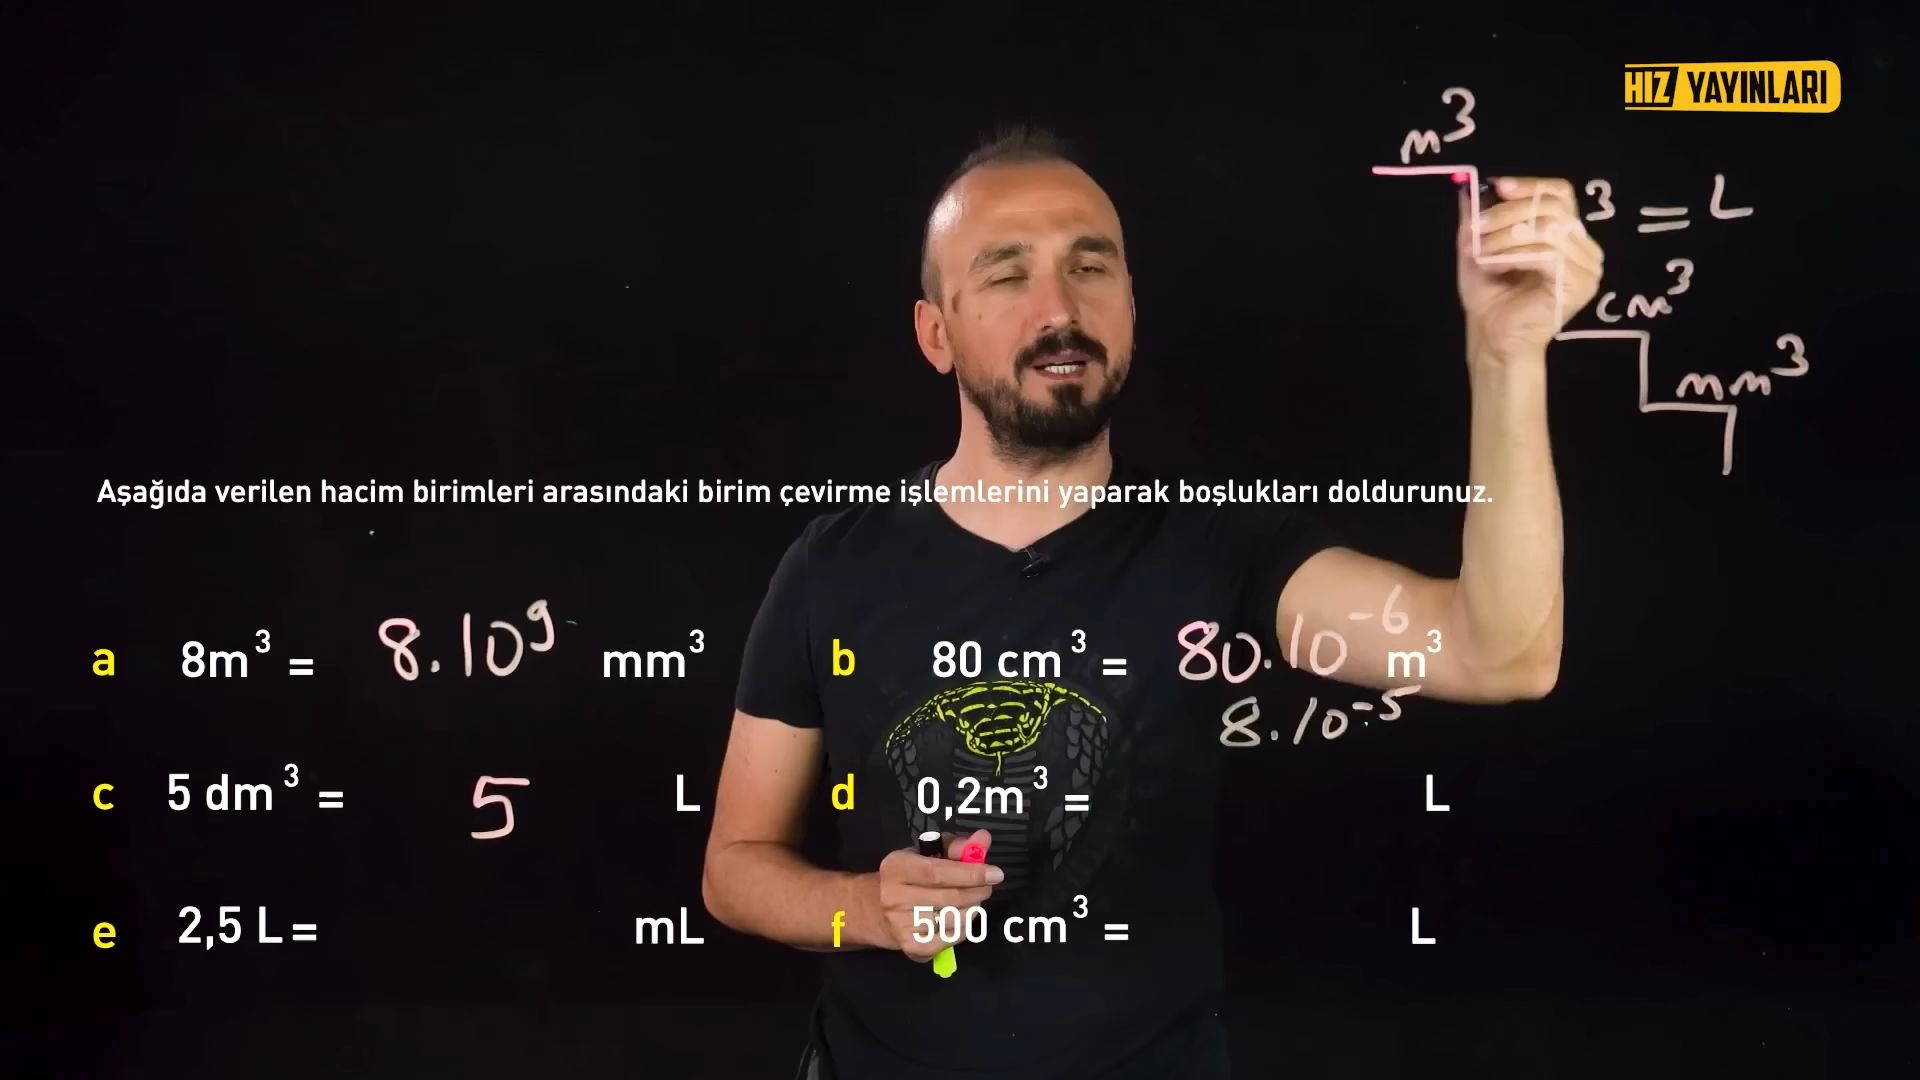 HIZ YAYINLARI
m³
dm³ = L
cm³
mm³
Aşağıda verilen hacim birimleri arasındaki birim çevirme işlemlerini yaparak boşlukları doldurunuz.
a 8m³ = 8.10⁹ mm³
b 80 cm³ = 80.10⁻⁶ m³
8.10⁻⁵
c 5 dm³ = 5 L
d 0,2m³ = L
e 2,5 L = mL
f 500 cm³ = L